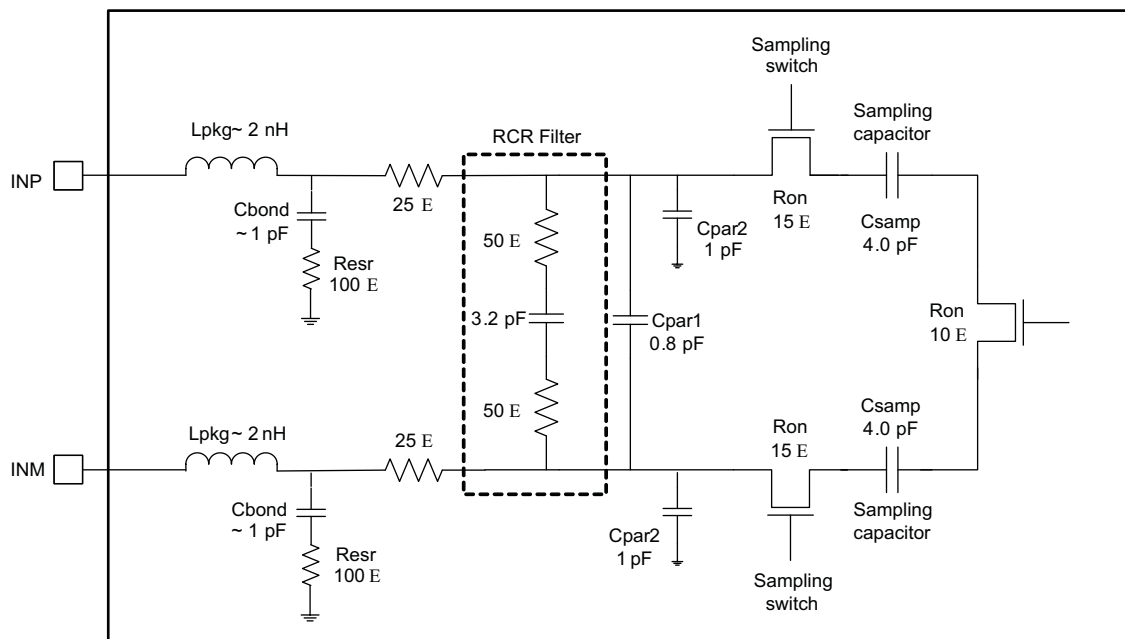 Sampling
switch
Sampling
capacitor
Lpkg~ 2 nH
RCR Filter
INP
25 E
Cbond
~ 1 pF
Resr
100 E
50 E
Cpar2
1 pF
Ron
15 E
Csamp
4.0 pF
3.2 pF
Cpar1
0.8 pF
Ron
10 E
50 E
Lpkg~ 2 nH
25 E
Ron
15 E
Csamp
4.0 pF
INM
Cbond
~ 1 pF
Resr
100 E
Cpar2
1 pF
Sampling
capacitor
Sampling
switch